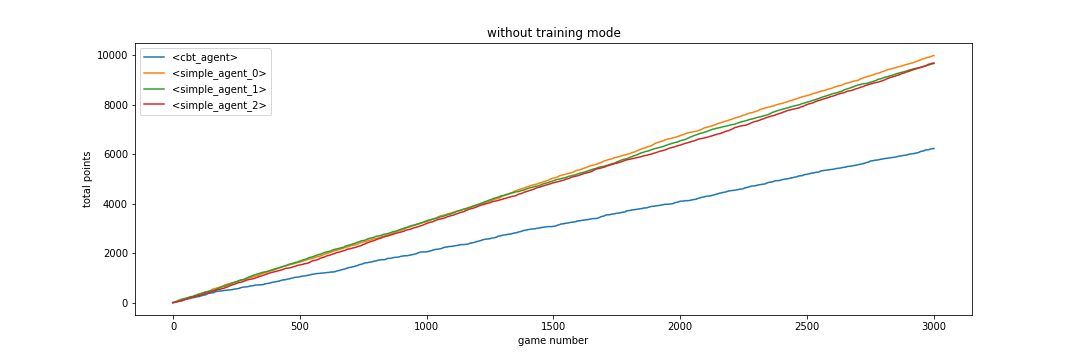 without training mode
<cbt_agent>
<simple_agent_0>
<simple_agent_1>
<simple_agent_2>
total points
10000
8000
6000
4000
2000
0
0 500 1000 1500 2000 2500 3000
game number